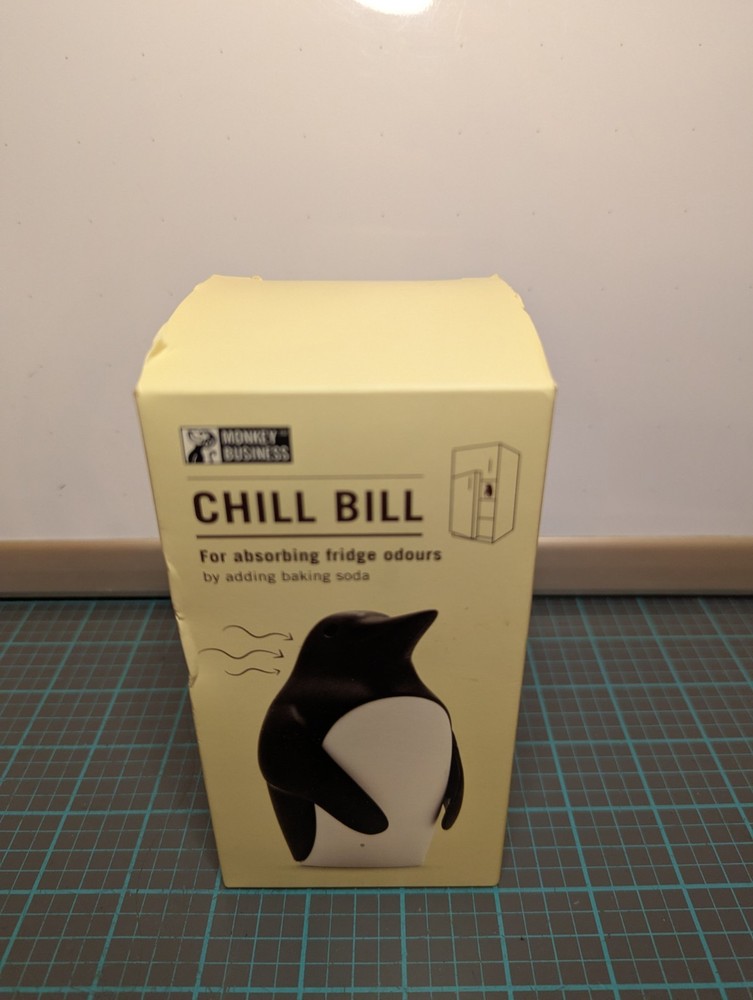 MONKEY
BUSINESS
CHILL BILL
For absorbing fridge odours
by adding baking soda